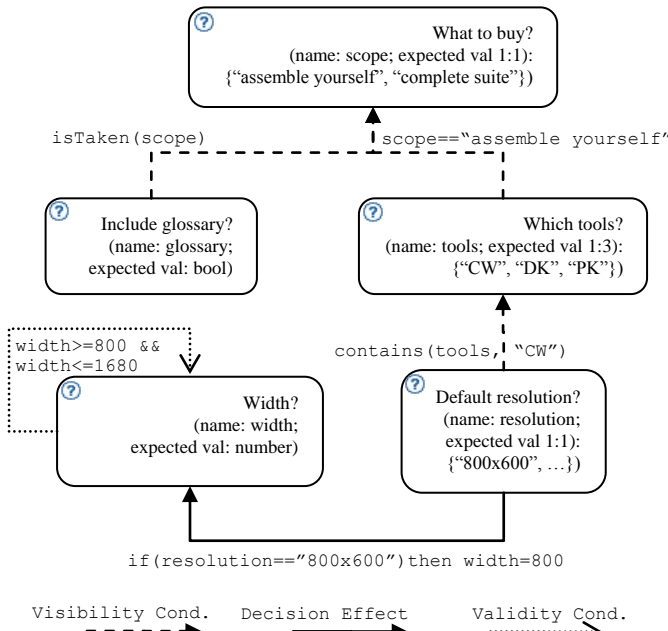 ?
What to buy?
(name: scope; expected val 1:1):
{“assemble yourself”, “complete suite”})
isTaken(scope)
scope==“assemble yourself”
?
Include glossary?
(name: glossary;
expected val: bool)
?
Which tools?
(name: tools; expected val 1:3):
{“CW”, “DK”, “PK”})
width>=800 &&
width<=1680
contains(tools, “CW”)
?
Width?
(name: width;
expected val: number)
?
Default resolution?
(name: resolution;
expected val 1:1):
{“800x600”, …})
if(resolution==”800x600”)then width=800
Visibility Cond.
Decision Effect
Validity Cond.